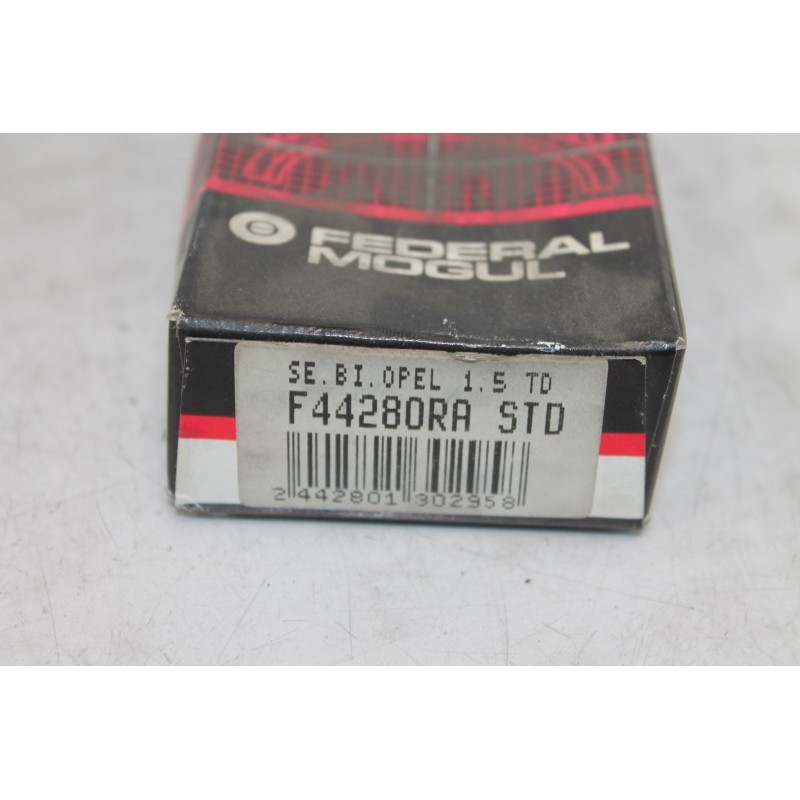 FEDERAL
MOGUL
SE.BI.OPEL 1.5 TD
F44280RA STD
2 442801 302958